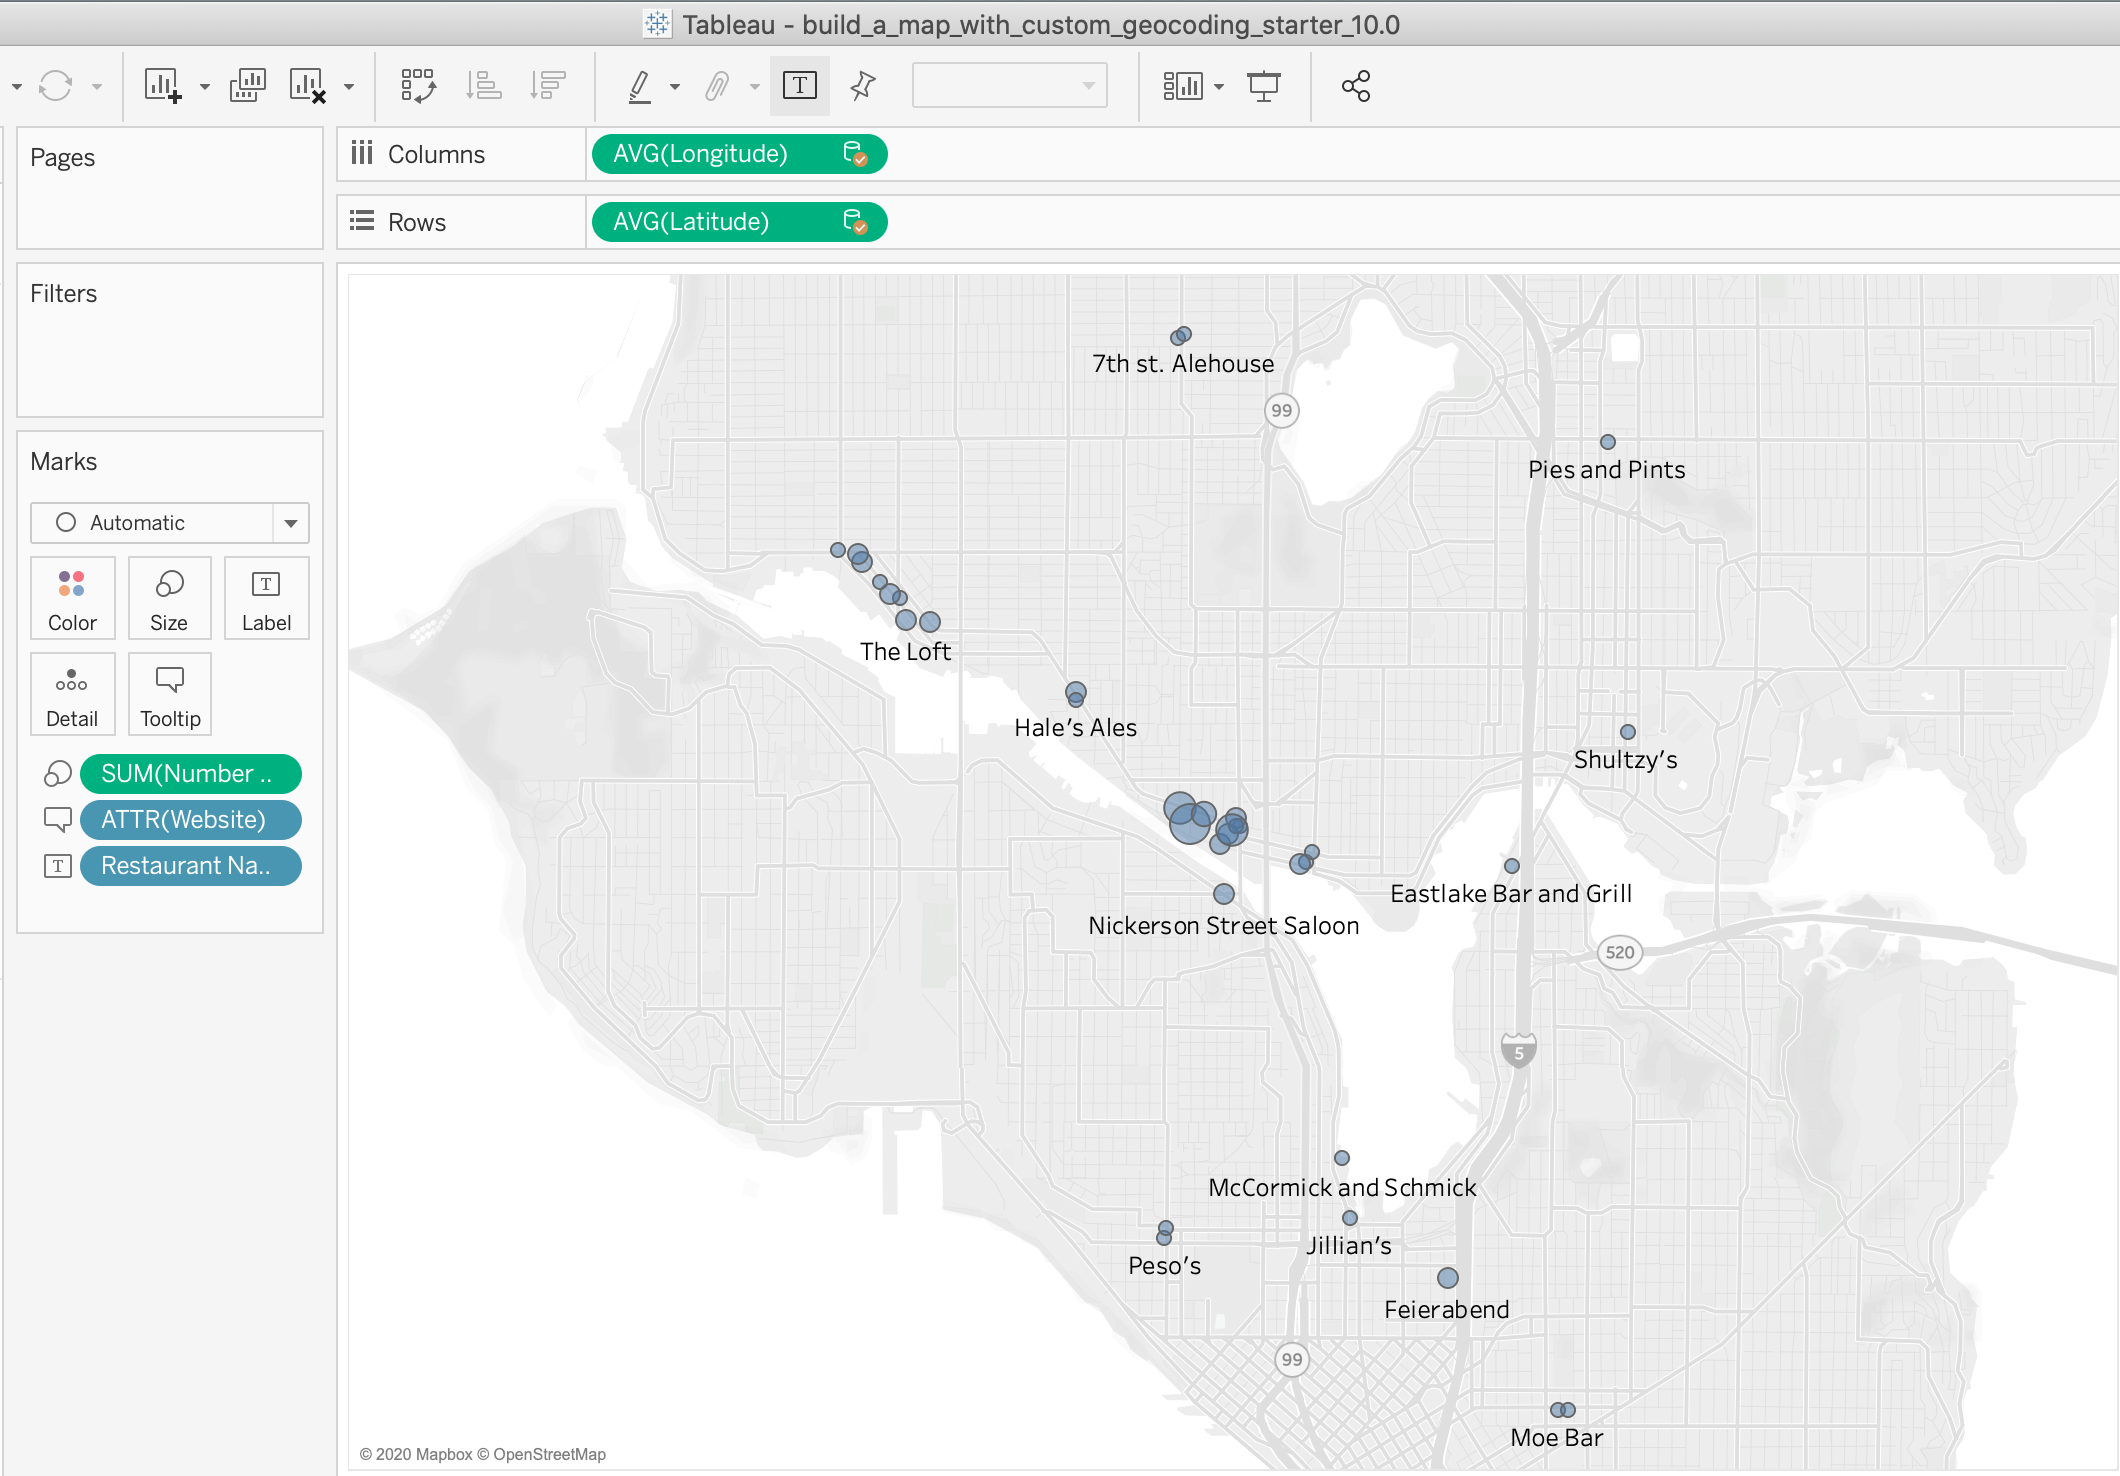 Tableau - build_a_map_with_custom_geocoding_starter_10.0
T
Pages
Columns
AVG(Longitude)
Rows
AVG(Latitude)
Filters
Marks
Automatic
Color
Size
T
Label
Detail
Tooltip
SUM(Number ..
ATTR(Website)
T
Restaurant Na..
7th st. Alehouse
99
Pies and Pints
The Loft
Hale's Ales
Shultzy's
Eastlake Bar and Grill
Nickerson Street Saloon
520
5
McCormick and Schmick
Jillian's
Peso's
Feierabend
99
Moe Bar
© 2020 Mapbox © OpenStreetMap